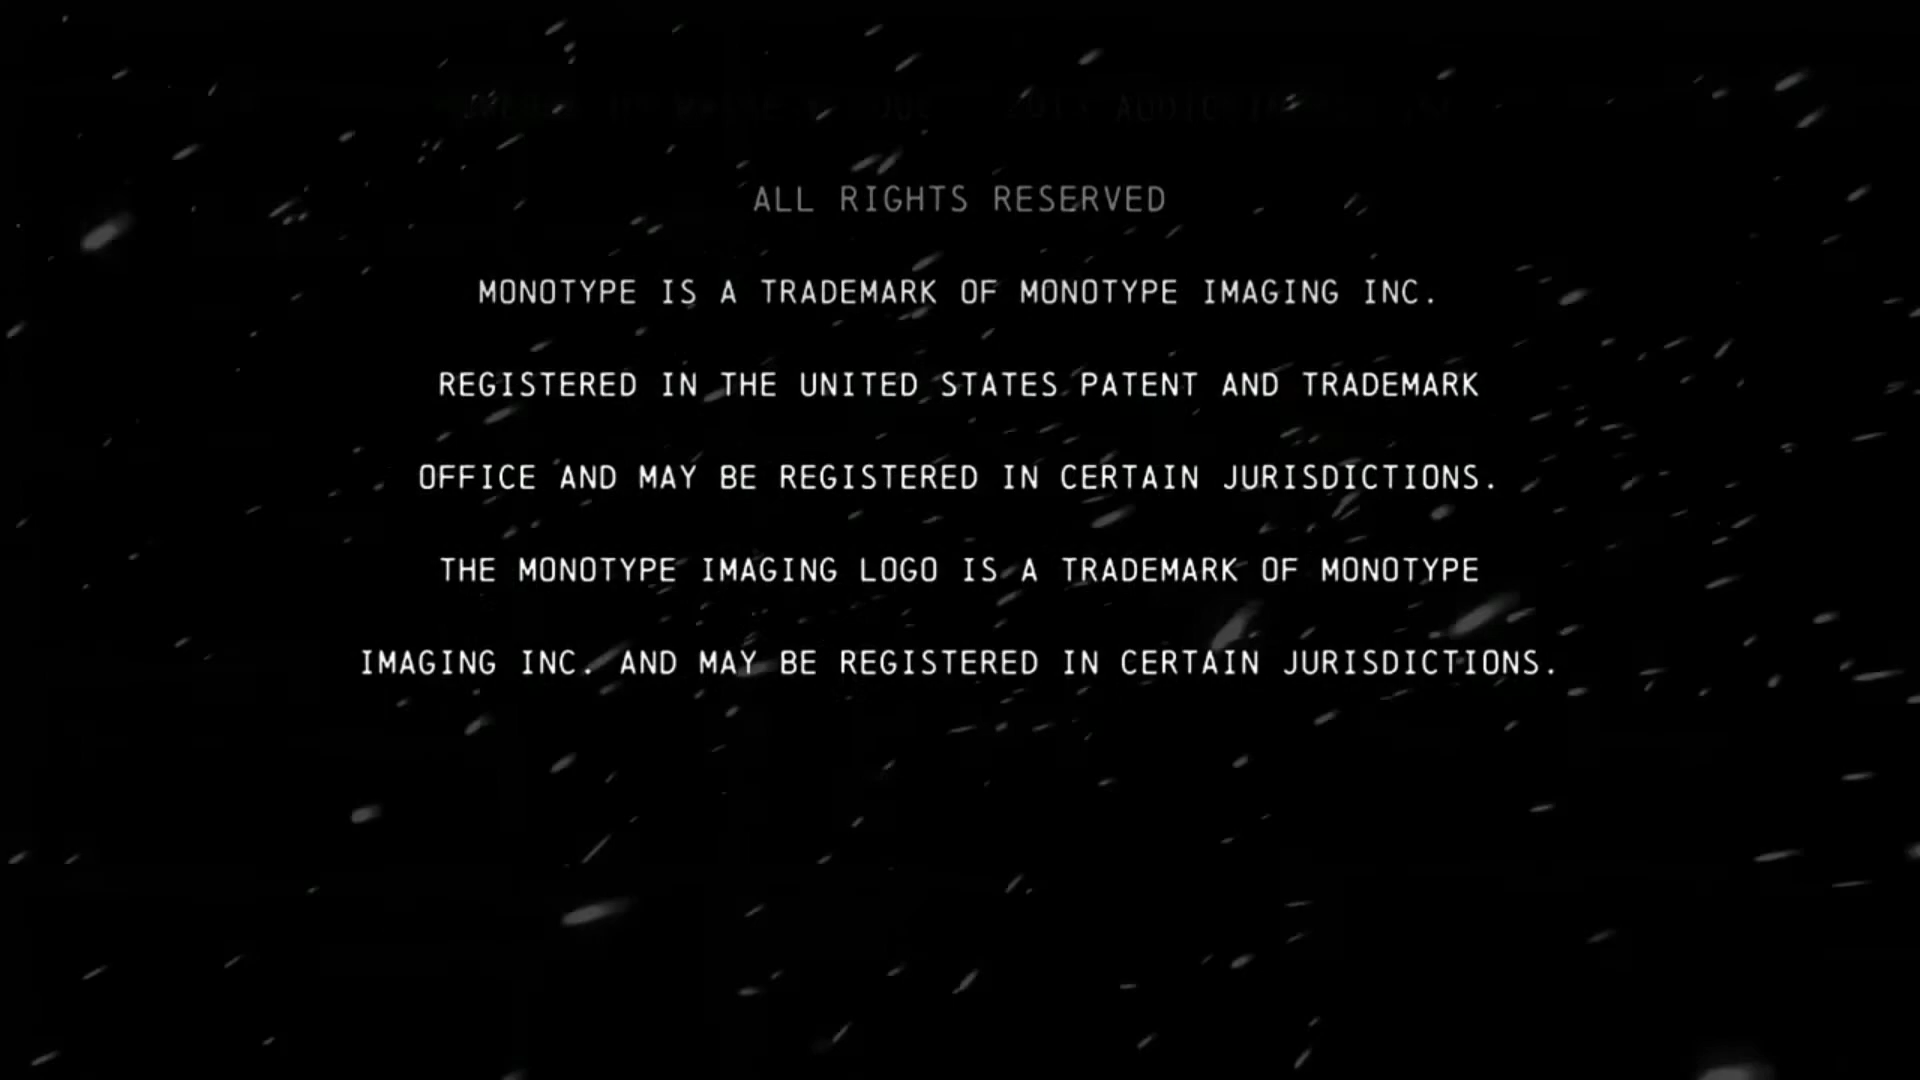 ALL RIGHTS RESERVED
MONOTYPE IS A TRADEMARK OF MONOTYPE IMAGING INC.
REGISTERED IN THE UNITED STATES PATENT AND TRADEMARK
OFFICE AND MAY BE REGISTERED IN CERTAIN JURISDICTIONS.
THE MONOTYPE IMAGING LOGO IS A TRADEMARK OF MONOTYPE
IMAGING INC. AND MAY BE REGISTERED IN CERTAIN JURISDICTIONS.